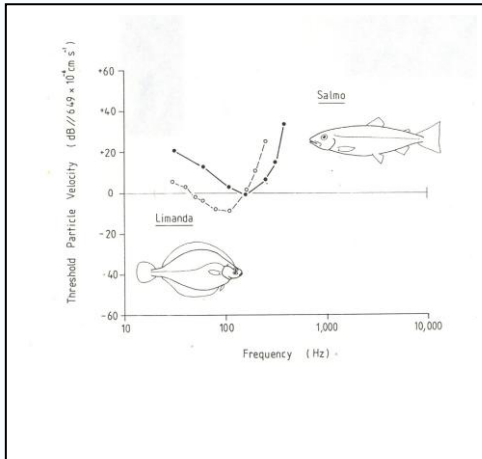 Threshold Particle Velocity ( dB // 6.49 × 10⁻⁶ cm s⁻¹ )
+60
+40
+20
0
-20
-40
-60
Salmo
Limanda
10
100
1,000
10,000
Frequency (Hz)